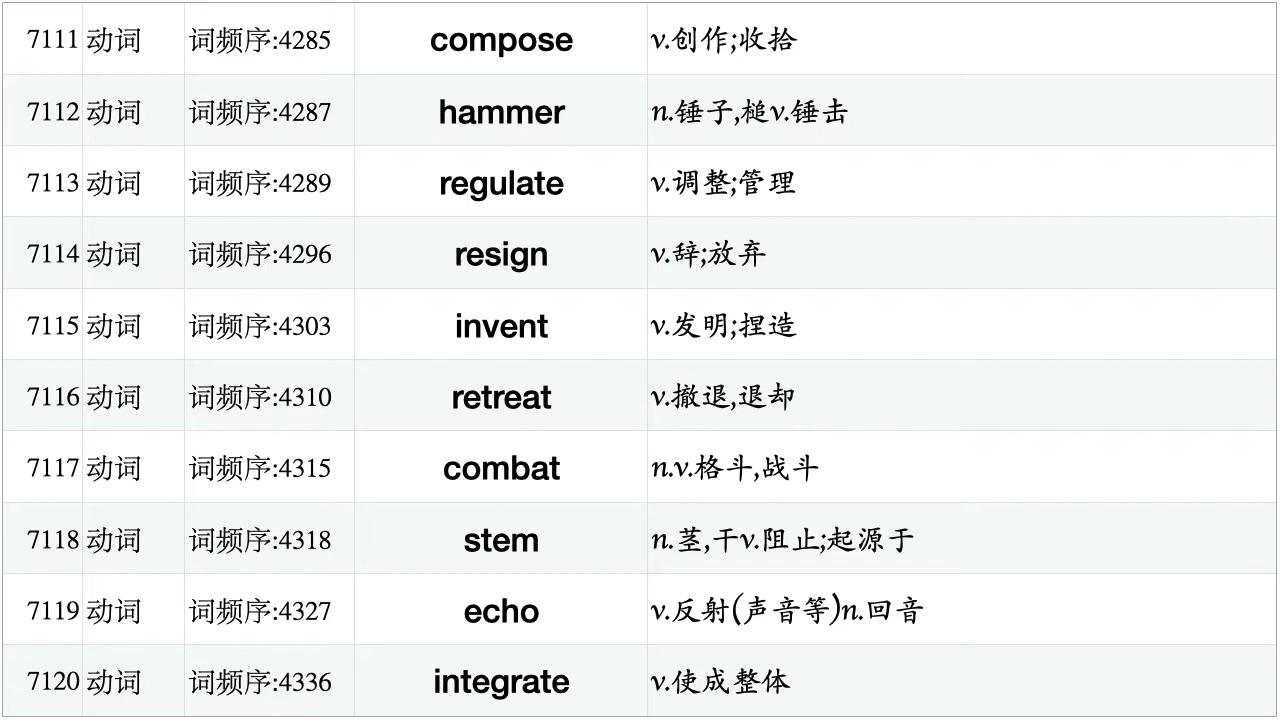 7111 动词 词频序:4285 compose v.创作;收拾
7112 动词 词频序:4287 hammer n.锤子,槌v.锤击
7113 动词 词频序:4289 regulate v.调整;管理
7114 动词 词频序:4296 resign v.辞;放弃
7115 动词 词频序:4303 invent v.发明;捏造
7116 动词 词频序:4310 retreat v.撤退,退却
7117 动词 词频序:4315 combat n.v.格斗,战斗
7118 动词 词频序:4318 stem n.茎,干v.阻止;起源于
7119 动词 词频序:4327 echo v.反射(声音等)n.回音
7120 动词 词频序:4336 integrate v.使成整体